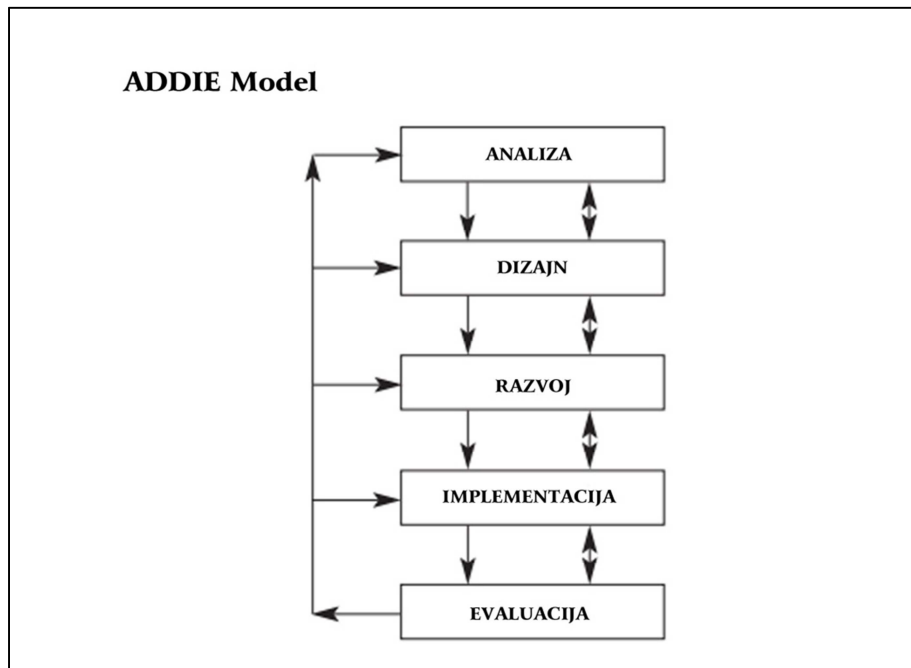 ADDIE Model
ANALIZA
DIZAJN
RAZVOJ
IMPLEMENTACIJA
EVALUACIJA